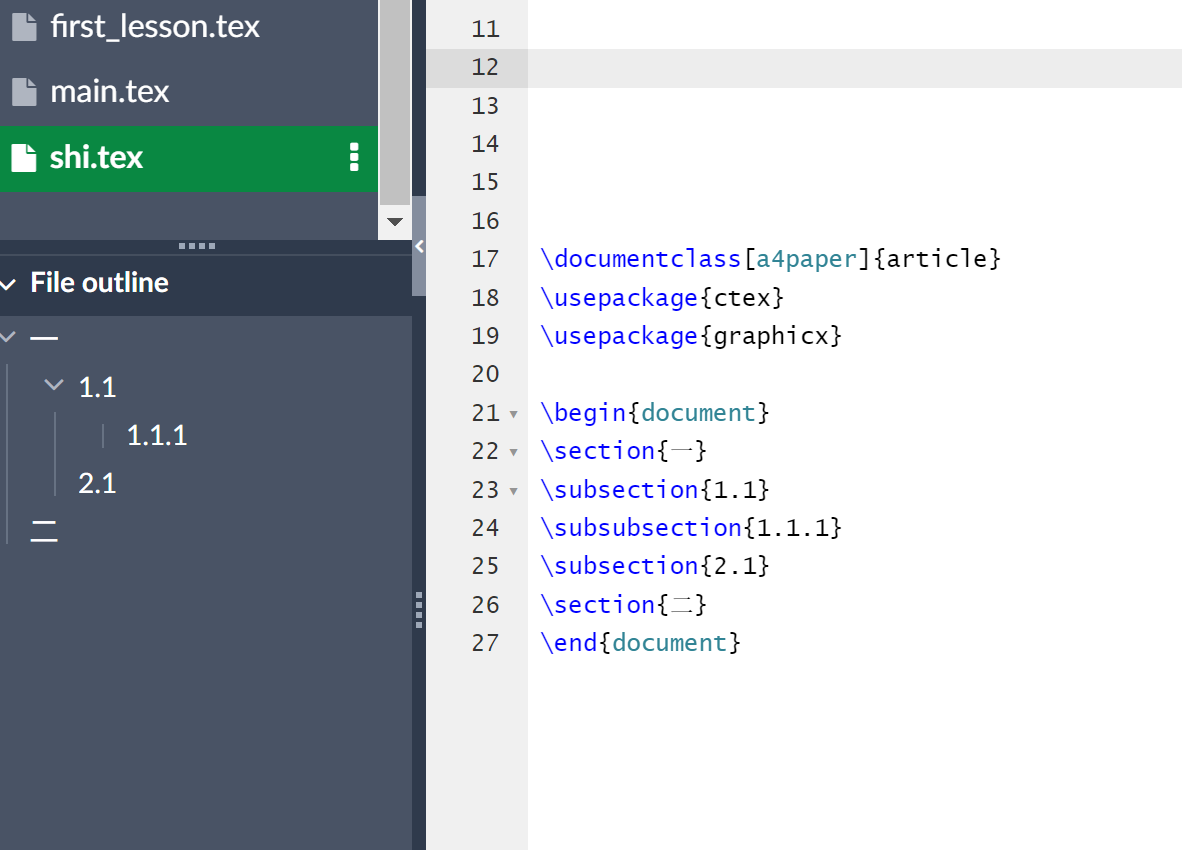 first_lesson.tex
main.tex
shi.tex
File outline
一
1.1
1.1.1
2.1
二
11
12
13
14
15
16
17 \documentclass[a4paper]{article}
18 \usepackage{ctex}
19 \usepackage{graphicx}
20
21 \begin{document}
22 \section{一}
23 \subsection{1.1}
24 \subsubsection{1.1.1}
25 \subsection{2.1}
26 \section{二}
27 \end{document}